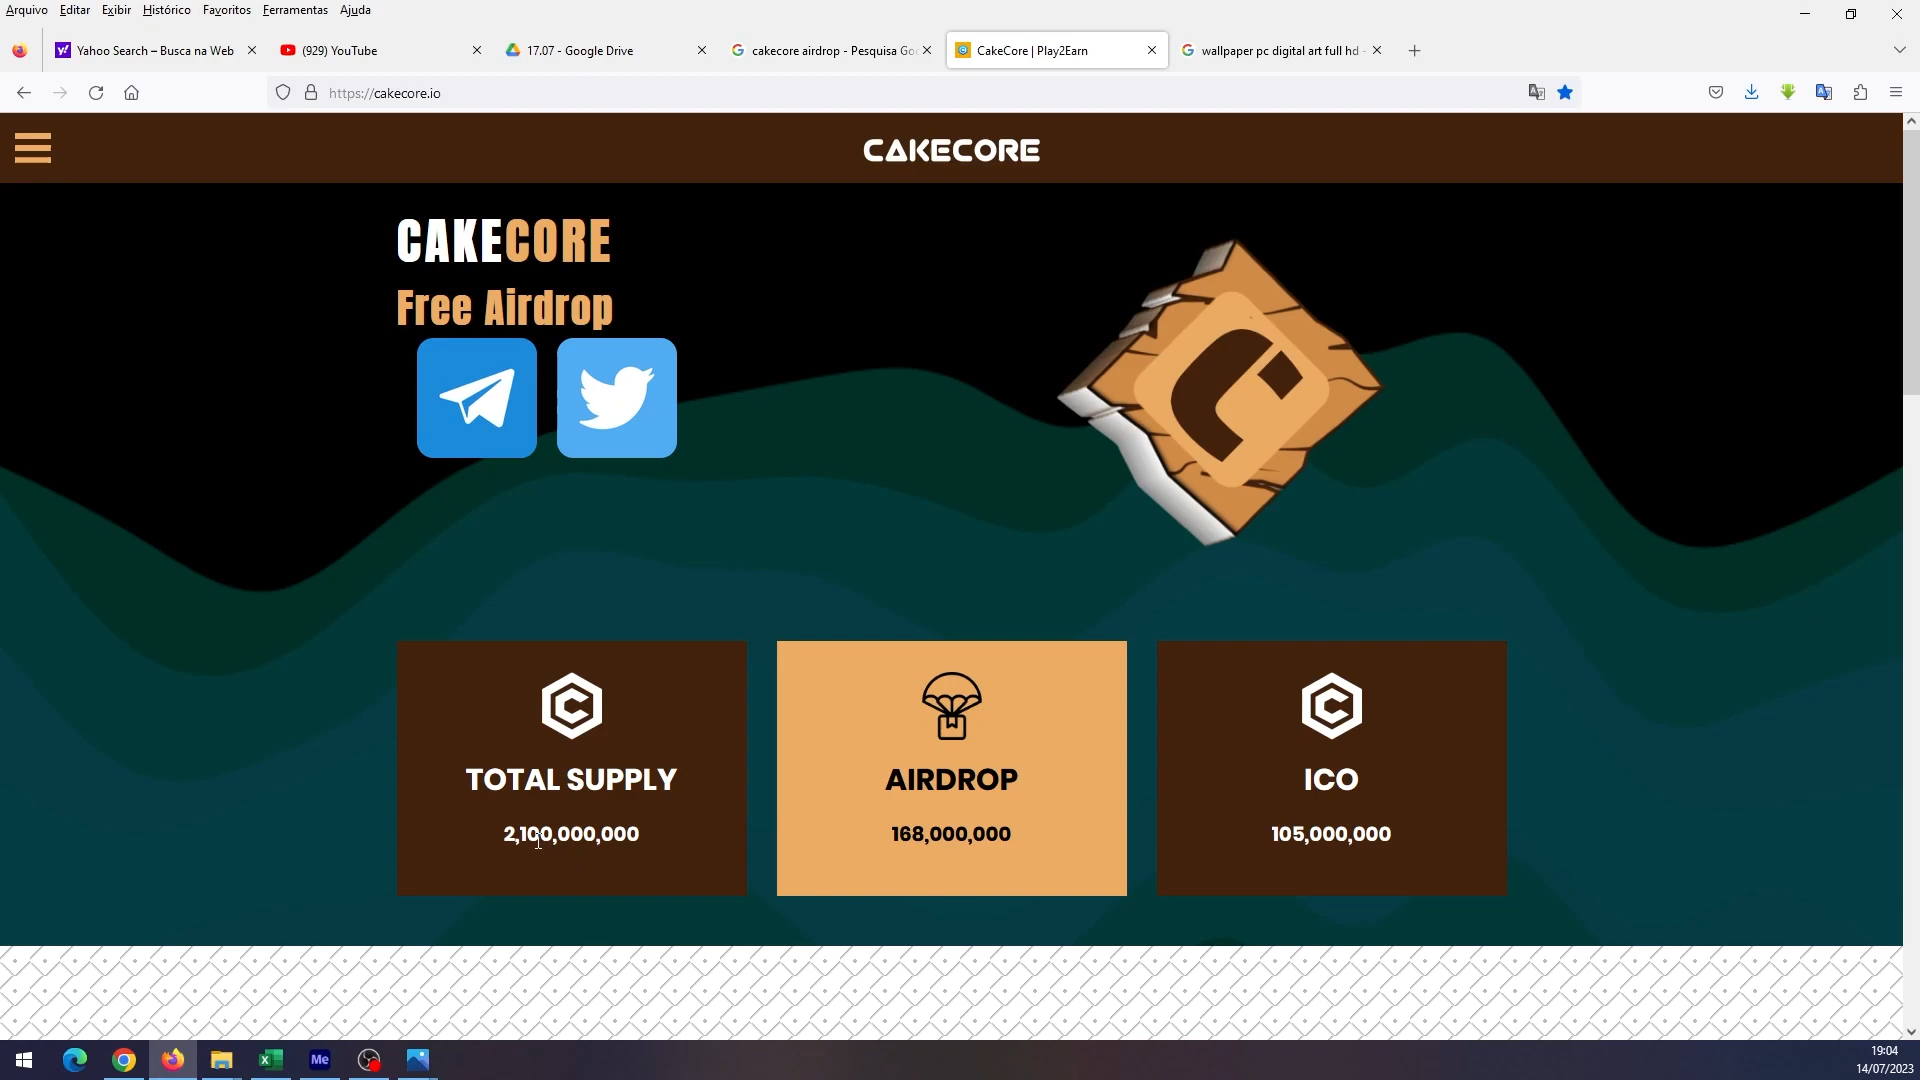 Arquivo Editar Exibir Histórico Favoritos Ferramentas Ajuda
Yahoo Search – Busca na Web
(929) YouTube
17.07 - Google Drive
cakecore airdrop - Pesquisa Go
CakeCore | Play2Earn
wallpaper pc digital art full hd -
https://cakecore.io
CAKECORE
CAKECORE
Free Airdrop
TOTAL SUPPLY
2,100,000,000
AIRDROP
168,000,000
ICO
105,000,000
Me
19:04
14/07/2023